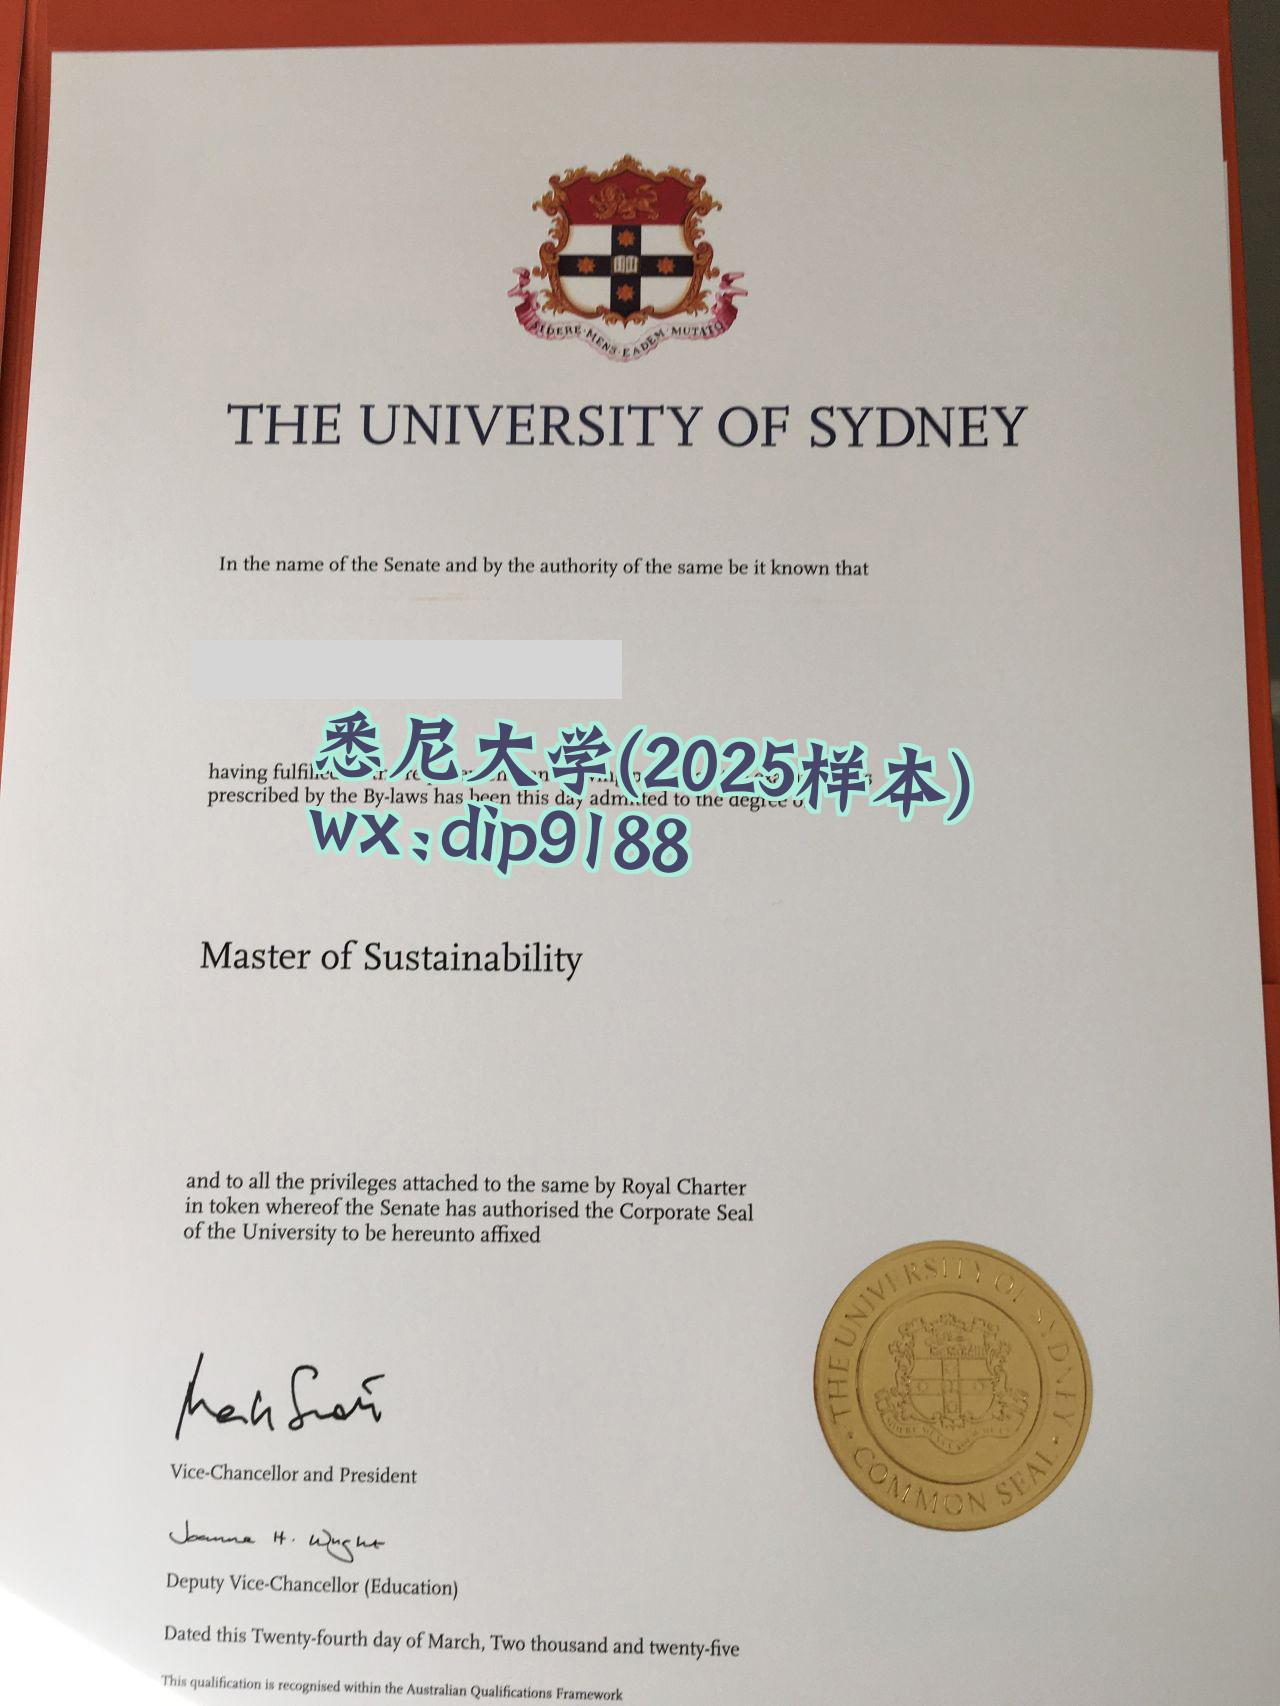 SIDERE·MENS·EADEM·MUTATO
THE UNIVERSITY OF SYDNEY
In the name of the Senate and by the authority of the same be it known that
悉尼大学(2025样本)
having
prescribed by the By-laws has been this day admitted to the degree
wx;dip9188
Master of Sustainability
and to all the privileges attached to the same by Royal Charter
in token whereof the Senate has authorised the Corporate Seal
of the University to be hereunto affixed
THE UNIVERSITY OF SYDNEY
COMMON SEAL
Mark Scott
Vice-Chancellor and President
Joanne H. Wright
Deputy Vice-Chancellor (Education)
Dated this Twenty-fourth day of March, Two thousand and twenty-five
This qualification is recognised within the Australian Qualifications Framework